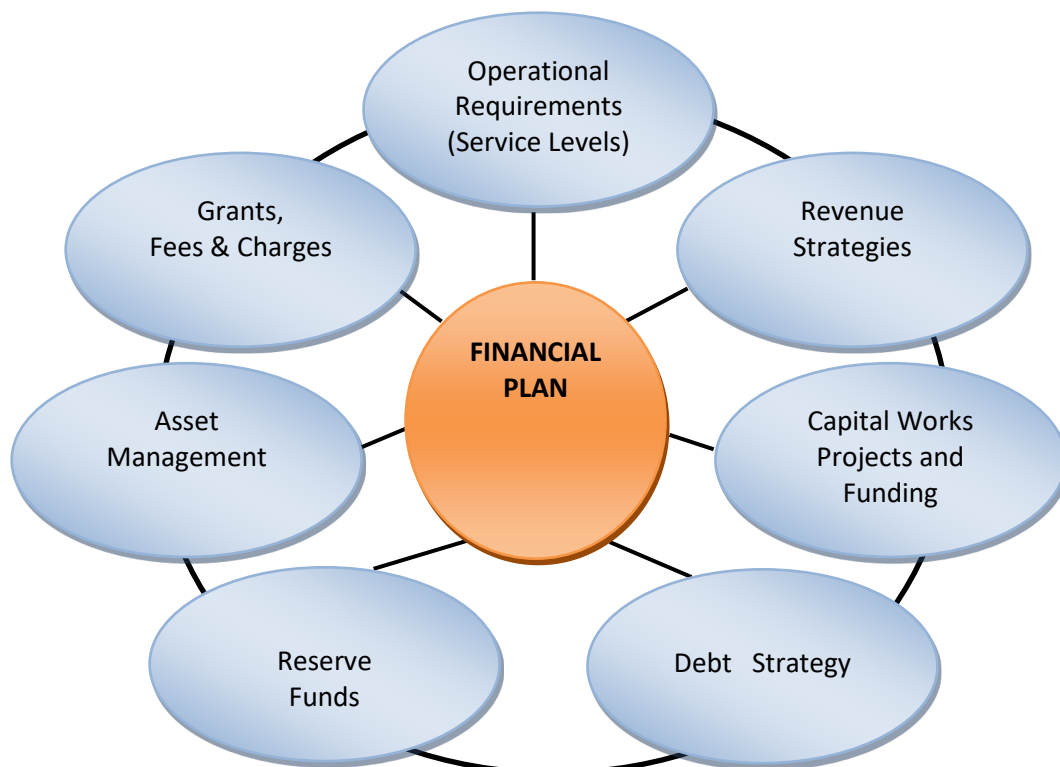 Operational
Requirements
(Service Levels)
Grants,
Fees & Charges
Revenue
Strategies
FINANCIAL
PLAN
Asset
Management
Capital Works
Projects and
Funding
Reserve
Funds
Debt Strategy